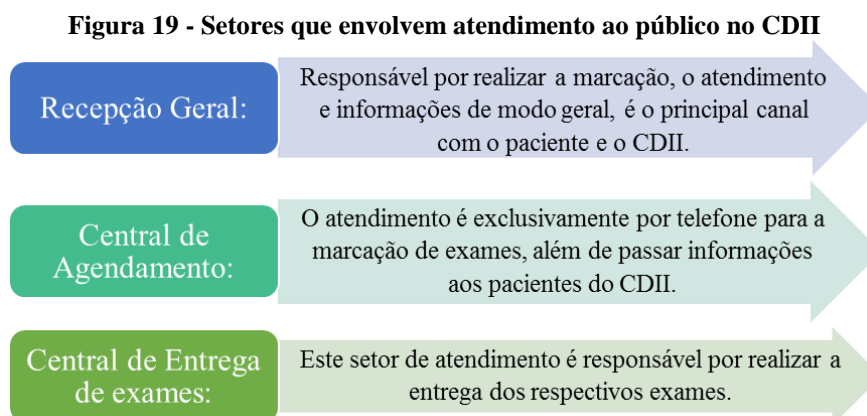 Figura 19 - Setores que envolvem atendimento ao público no CDII
Recepção Geral:
Responsável por realizar a marcação, o atendimento
e informações de modo geral, é o principal canal
com o paciente e o CDII.
Central de
Agendamento:
O atendimento é exclusivamente por telefone para a
marcação de exames, além de passar informações
aos pacientes do CDII.
Central de Entrega
de exames:
Este setor de atendimento é responsável por realizar a
entrega dos respectivos exames.